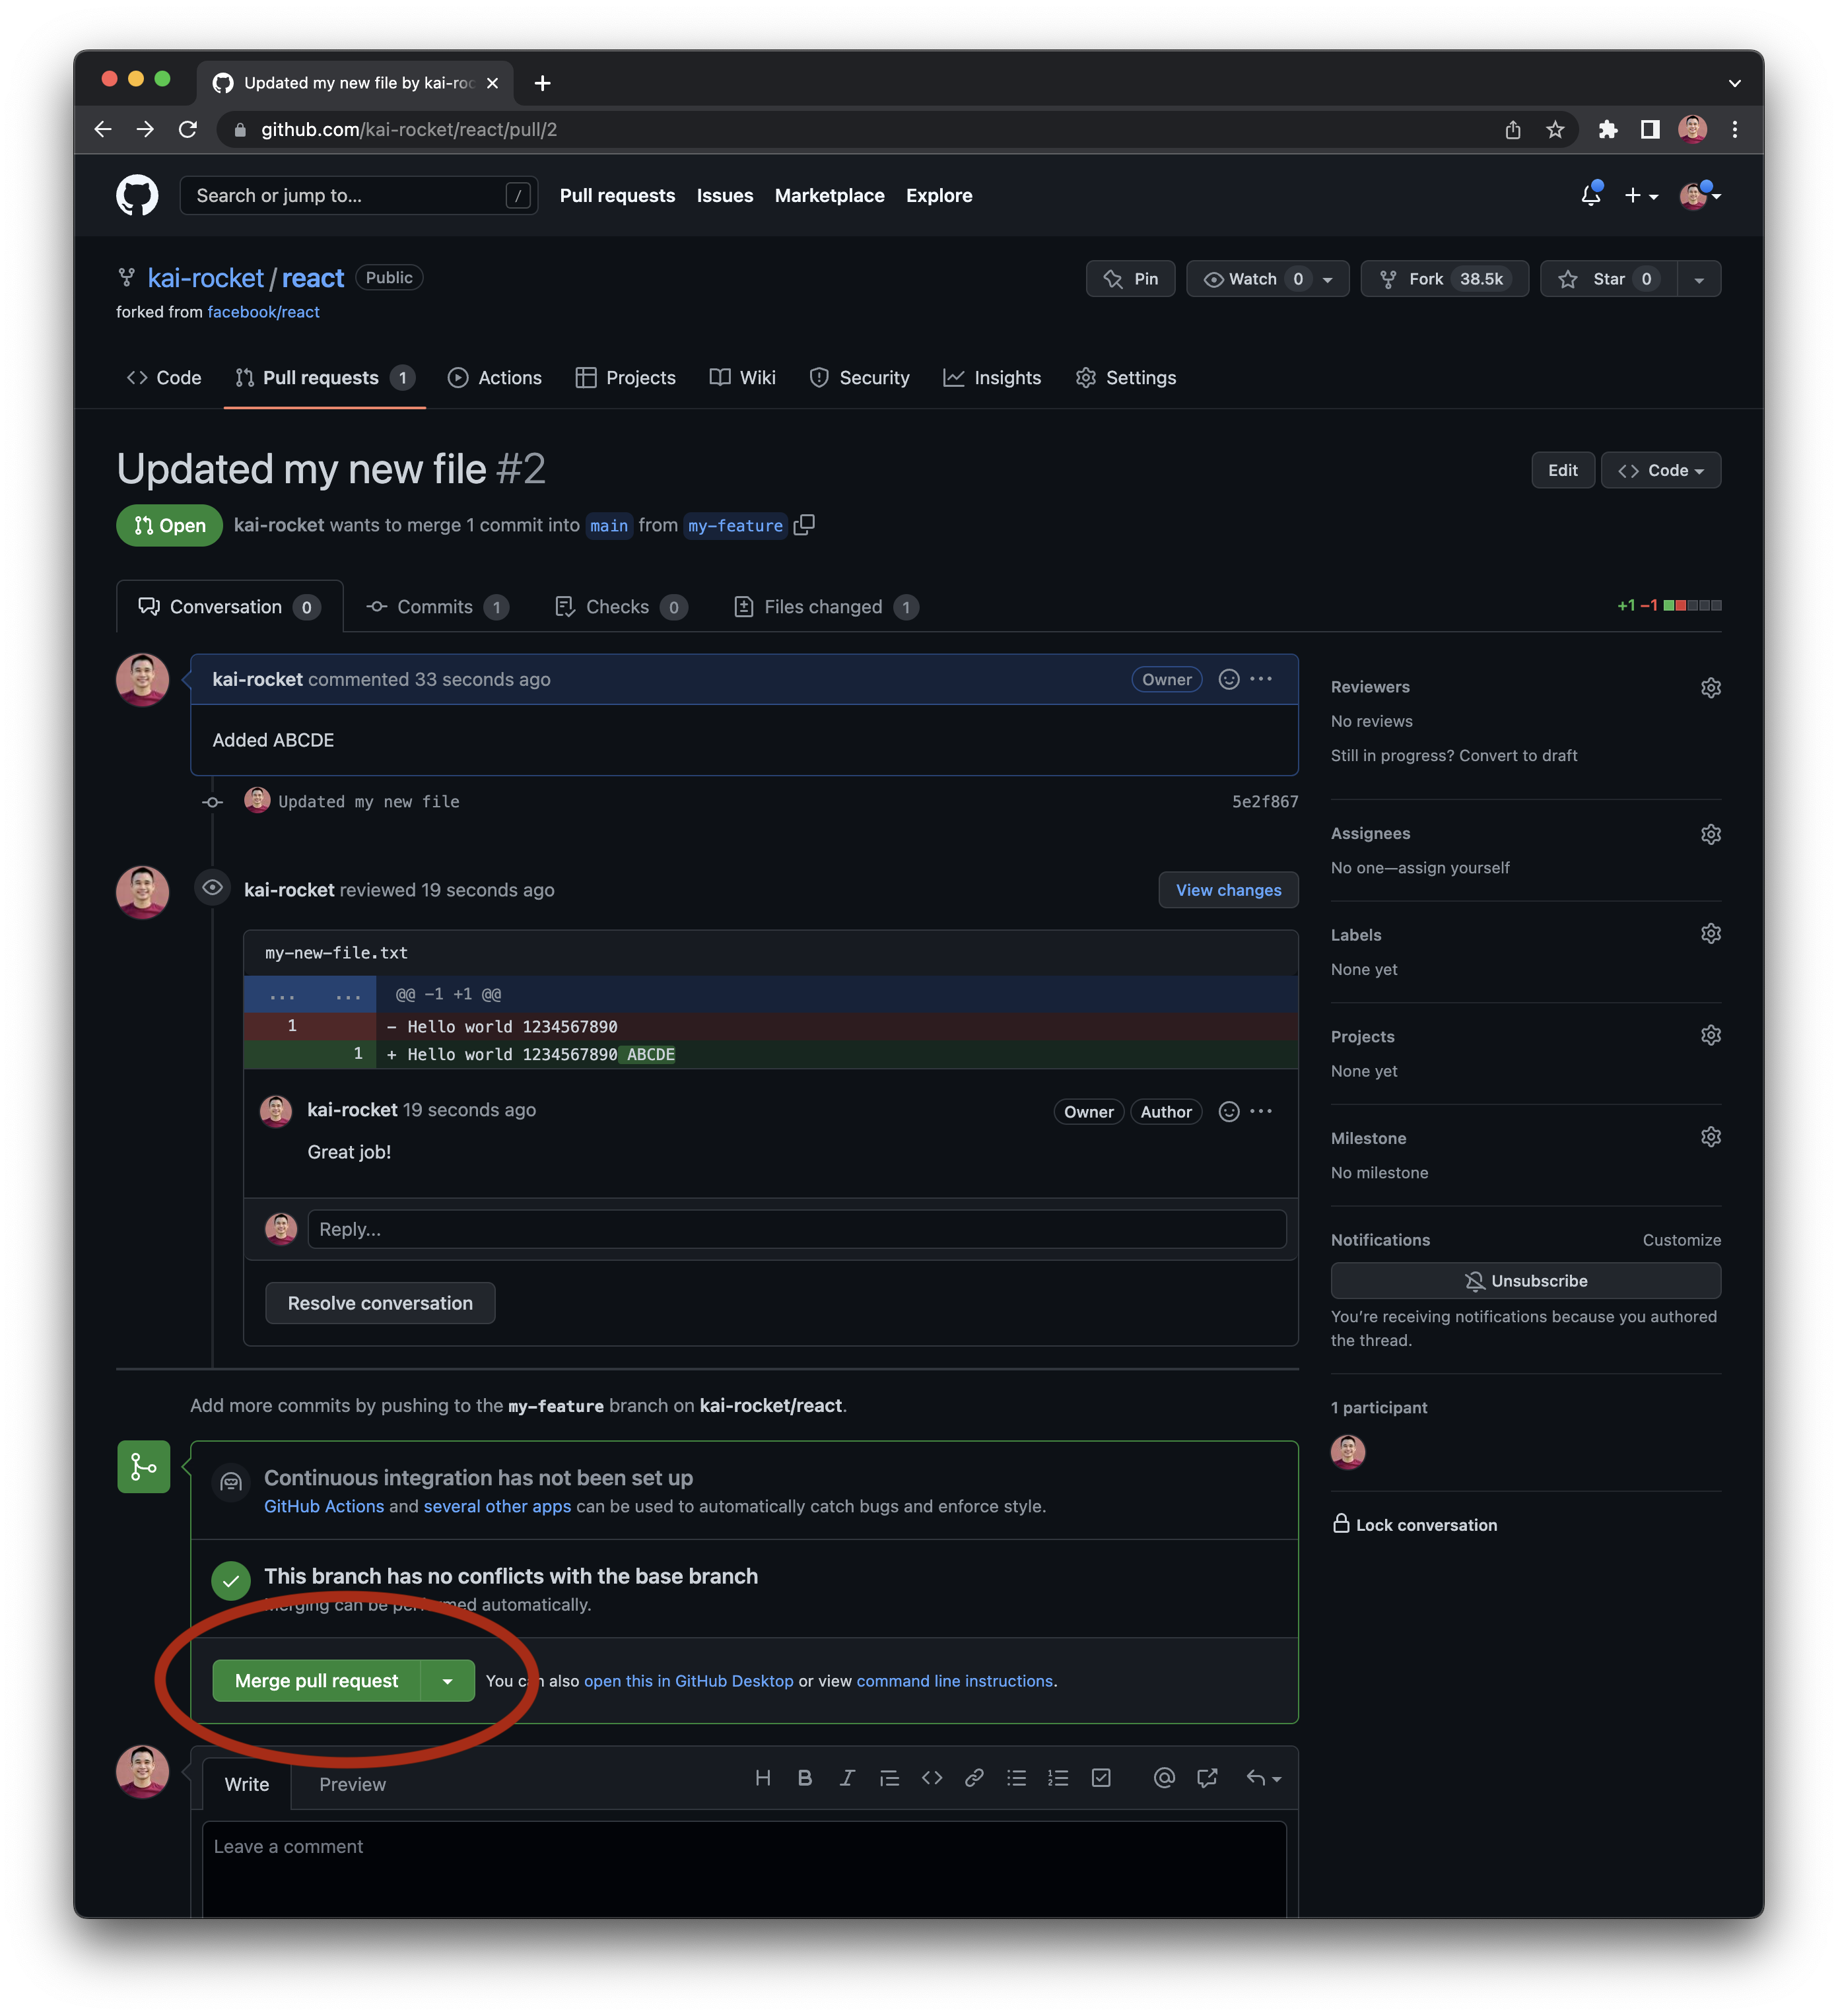 Updated my new file by kai-roc
github.com/kai-rocket/react/pull/2
Search or jump to... /
Pull requests Issues Marketplace Explore
kai-rocket / react Public
Pin Watch 0 Fork 38.5k Star 0
forked from facebook/react
Code Pull requests 1 Actions Projects Wiki Security Insights Settings
Updated my new file #2
Edit <> Code
Open kai-rocket wants to merge 1 commit into main from my-feature
Conversation 0 Commits 1 Checks 0 Files changed 1 +1 −1
kai-rocket commented 33 seconds ago Owner
Added ABCDE
Updated my new file 5e2f867
kai-rocket reviewed 19 seconds ago View changes
my-new-file.txt
... ... @@ -1 +1 @@
1 - Hello world 1234567890
1 + Hello world 1234567890 ABCDE
kai-rocket 19 seconds ago Owner Author
Great job!
Reply...
Resolve conversation
Add more commits by pushing to the my-feature branch on kai-rocket/react.
Continuous integration has not been set up
GitHub Actions and several other apps can be used to automatically catch bugs and enforce style.
This branch has no conflicts with the base branch
Merging can be performed automatically.
Merge pull request You can also open this in GitHub Desktop or view command line instructions.
Write Preview
Leave a comment
Reviewers
No reviews
Still in progress? Convert to draft
Assignees
No one—assign yourself
Labels
None yet
Projects
None yet
Milestone
No milestone
Notifications Customize
Unsubscribe
You're receiving notifications because you authored
the thread.
1 participant
Lock conversation